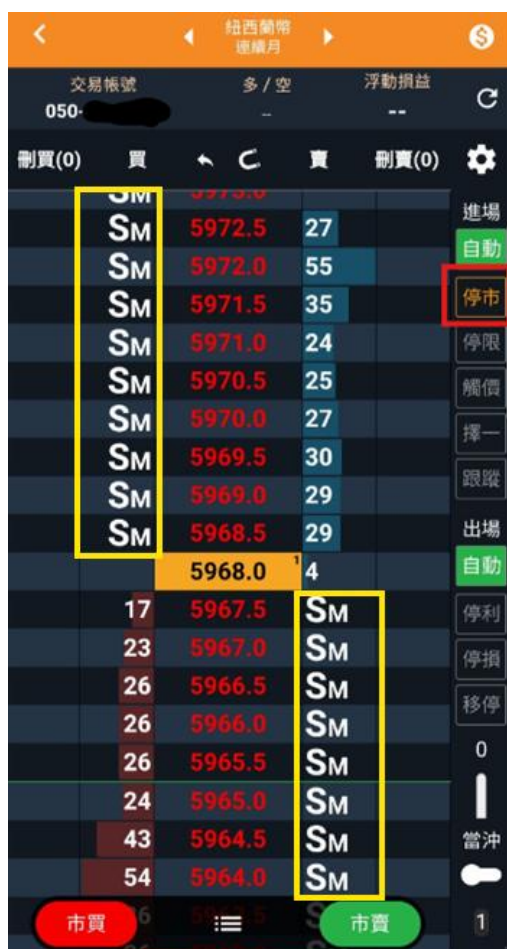 紐西蘭幣
連續月
交易帳號 多 / 空 浮動損益
050- -- --
刪買(0) 買 賣 刪賣(0)
SM
SM 5972.5 27
SM 5972.0 55
SM 5971.5 35
SM 5971.0 24
SM 5970.5 25
SM 5970.0 27
SM 5969.5 30
SM 5969.0 29
SM 5968.5 29
5968.0 1 4
17 5967.5 SM
23 5967.0 SM
26 5966.5 SM
26 5966.0 SM
26 5965.5 SM
24 5965.0 SM
43 5964.5 SM
54 5964.0 SM
市買 市賣
進場
自動
停市
停限
觸價
擇一
跟蹤
出場
自動
停利
停損
移停
0
當沖
1